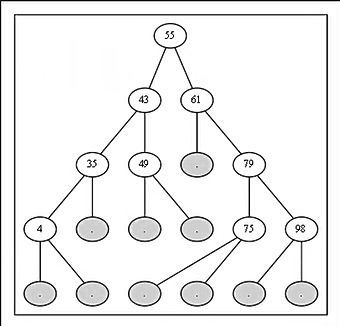 55
43 61
35 49 . 79
4 . . . 75 98
. . . . . .